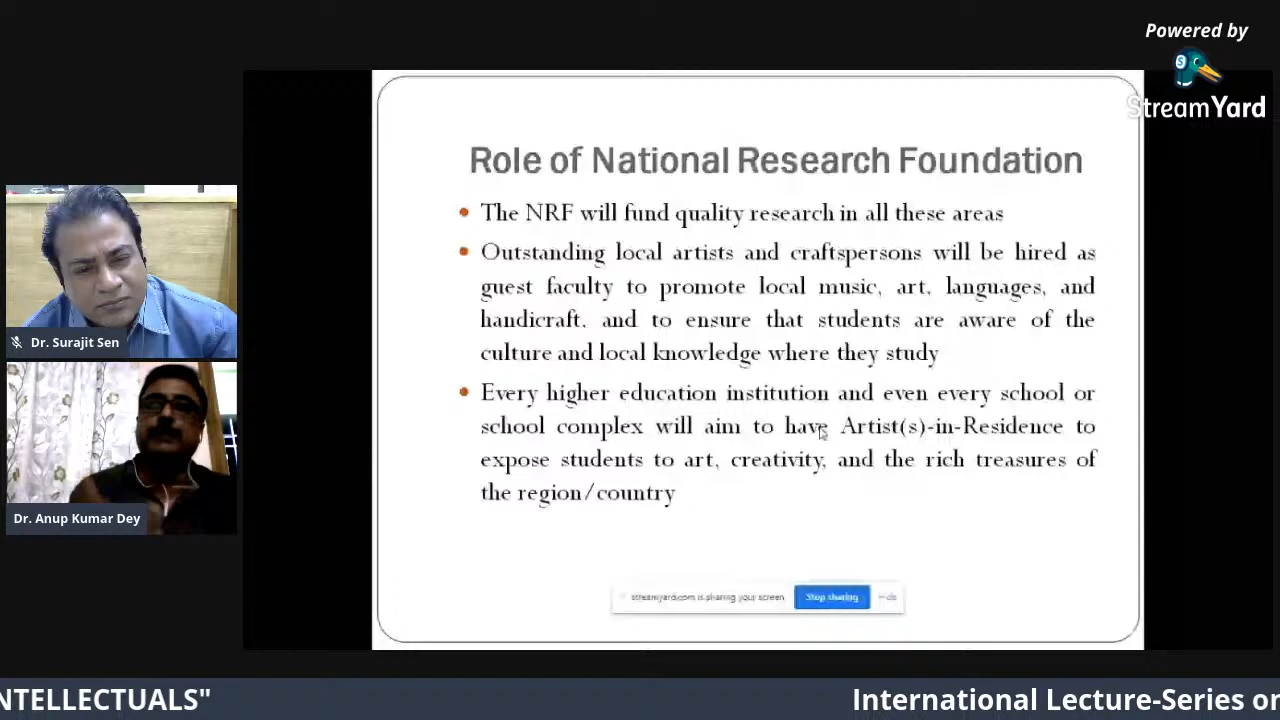 Powered by
StreamYard
Role of National Research Foundation
The NRF will fund quality research in all these areas
Outstanding local artists and craftspersons will be hired as
guest faculty to promote local music, art, languages, and
handicraft, and to ensure that students are aware of the
culture and local knowledge where they study
Every higher education institution and even every school or
school complex will aim to have Artist(s)-in-Residence to
expose students to art, creativity, and the rich treasures of
the region/country
Dr. Surajit Sen
Dr. Anup Kumar Dey
streamyard.com is sharing your screen
Stop sharing
Hide
NTELLECTUALS" International Lecture-Series or